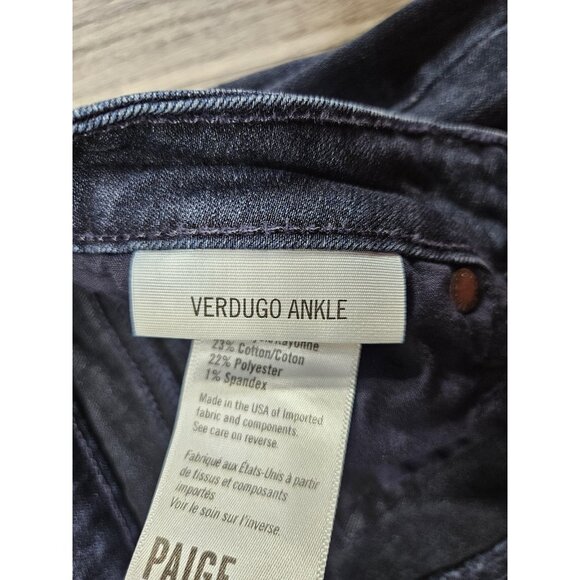 VERDUGO ANKLE
23% Cotton/Coton
22% Polyester
1% Spandex
Made in the USA of Imported
fabric and components.
See care on reverse.
Fabriqué aux États-Unis à partir
de tissus et composants
importés
Voir le soin sur l'inverse.
PAIGE